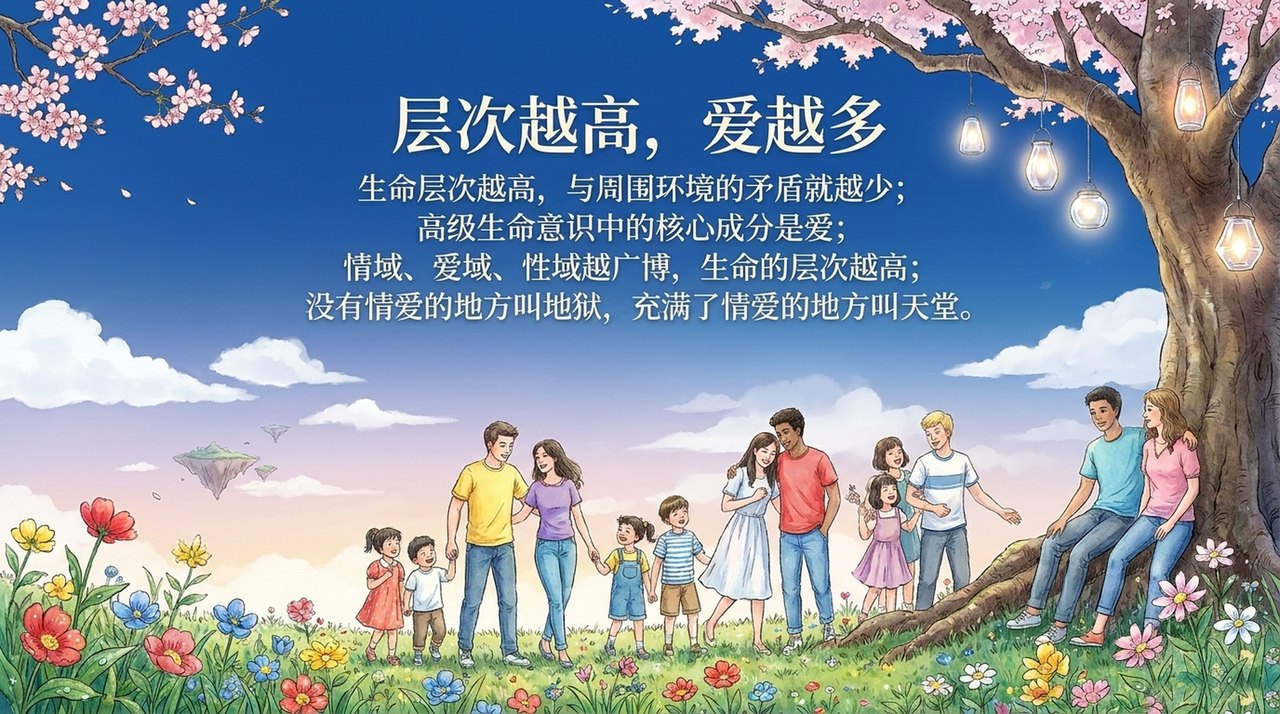 层次越高，爱越多
生命层次越高，与周围环境的矛盾就越少；
高级生命意识中的核心成分是爱；
情域、爱域、性域越广博，生命的层次越高；
没有情爱的地方叫地狱，充满了情爱的地方叫天堂。